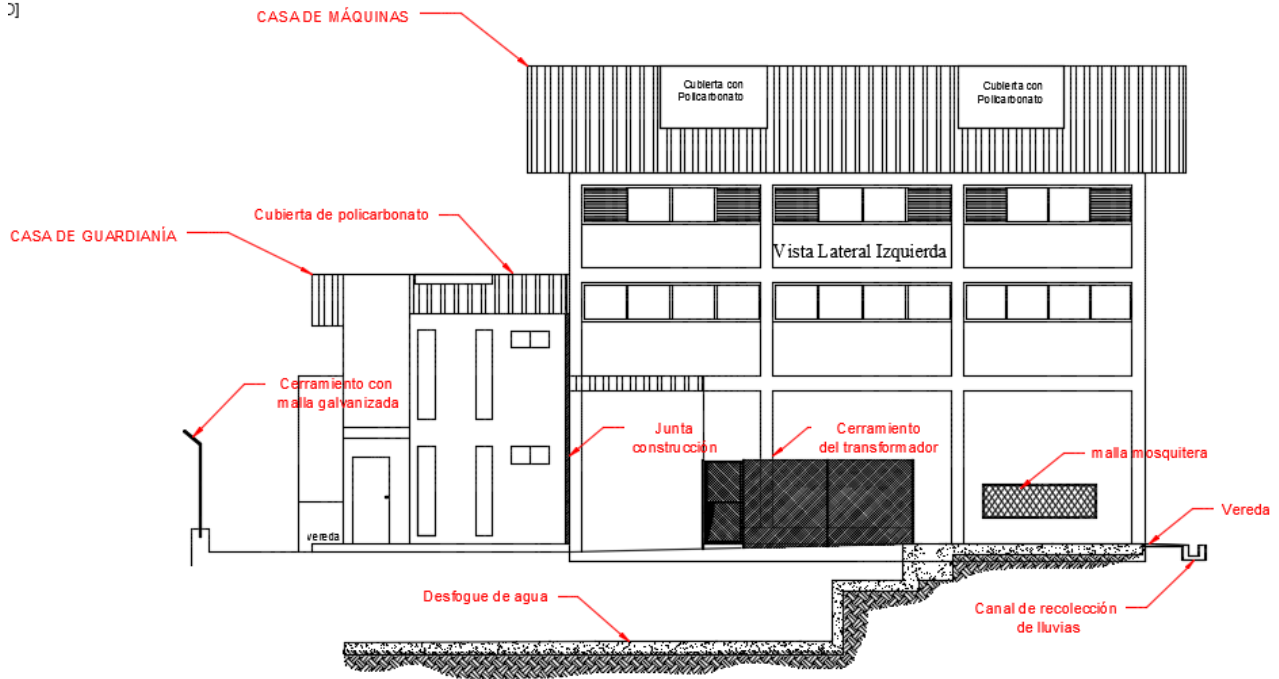 CASA DE MÁQUINAS
Cubierta con
Policarbonato
Cubierta con
Policarbonato
Cubierta de policarbonato
CASA DE GUARDIANÍA
Vista Lateral Izquierda
Cerramiento con
malla galvanizada
Junta
construcción
Cerramiento
del transformador
malla mosquitera
Vereda
vereda
Desfogue de agua
Canal de recolección
de lluvias